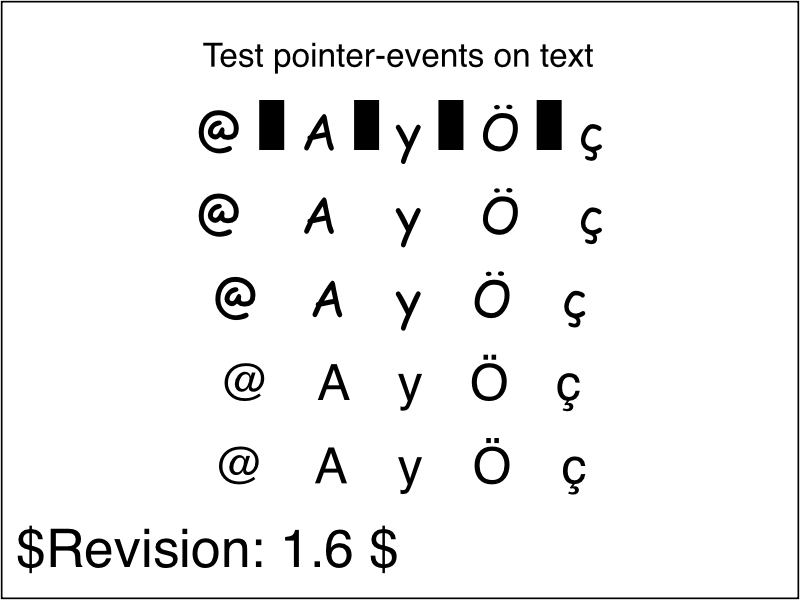 Test pointer-events on text
@ █ A █ y █ Ö █ ç
@ A y Ö ç
@ A y Ö ç
@ A y Ö ç
@ A y Ö ç
$Revision: 1.6 $